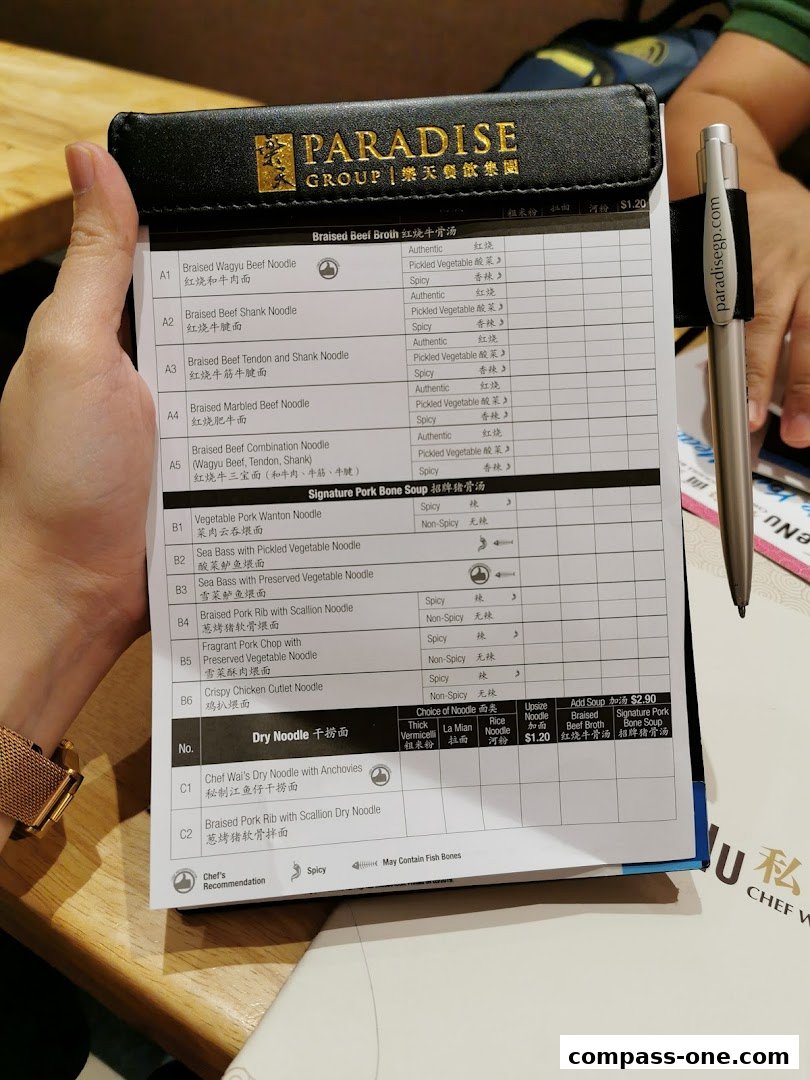 PARADISE
GROUP | 樂天餐飲集團
粗米粉 拉面 河粉 $1.20
Braised Beef Broth 红烧牛骨汤
A1 Braised Wagyu Beef Noodle
红烧和牛肉面
Authentic 红烧
Pickled Vegetable 酸菜
Spicy 香辣
A2 Braised Beef Shank Noodle
红烧牛腱面
Authentic 红烧
Pickled Vegetable 酸菜
Spicy 香辣
A3 Braised Beef Tendon and Shank Noodle
红烧牛筋牛腱面
Authentic 红烧
Pickled Vegetable 酸菜
Spicy 香辣
A4 Braised Marbled Beef Noodle
红烧肥牛面
Authentic 红烧
Pickled Vegetable 酸菜
Spicy 香辣
A5 Braised Beef Combination Noodle
(Wagyu Beef, Tendon, Shank)
红烧牛三宝面 (和牛肉、牛筋、牛腱)
Authentic 红烧
Pickled Vegetable 酸菜
Spicy 香辣
Signature Pork Bone Soup 招牌猪骨汤
B1 Vegetable Pork Wanton Noodle
菜肉云吞煨面
Spicy 辣
Non-Spicy 无辣
B2 Sea Bass with Pickled Vegetable Noodle
酸菜鲈鱼煨面
B3 Sea Bass with Preserved Vegetable Noodle
雪菜鲈鱼煨面
B4 Braised Pork Rib with Scallion Noodle
葱烤猪软骨煨面
Spicy 辣
Non-Spicy 无辣
B5 Fragrant Pork Chop with
Preserved Vegetable Noodle
雪菜酥肉煨面
Spicy 辣
Non-Spicy 无辣
B6 Crispy Chicken Cutlet Noodle
鸡扒煨面
Spicy 辣
Non-Spicy 无辣
No. Dry Noodle 干捞面
Choice of Noodle 面类
Thick
Vermicelli
粗米粉
La Mian
拉面
Rice
Noodle
河粉
Upsize
Noodle
加面
$1.20
Add Soup 加汤 $2.90
Braised
Beef Broth
红烧牛骨汤
Signature Pork
Bone Soup
招牌猪骨汤
C1 Chef Wai's Dry Noodle with Anchovies
秘制江鱼仔干捞面
C2 Braised Pork Rib with Scallion Dry Noodle
葱烤猪软骨拌面
Chef's
Recommendation
Spicy
May Contain Fish Bones
paradisegp.com
eNU
NU 私
CHEF W
compass-one.com